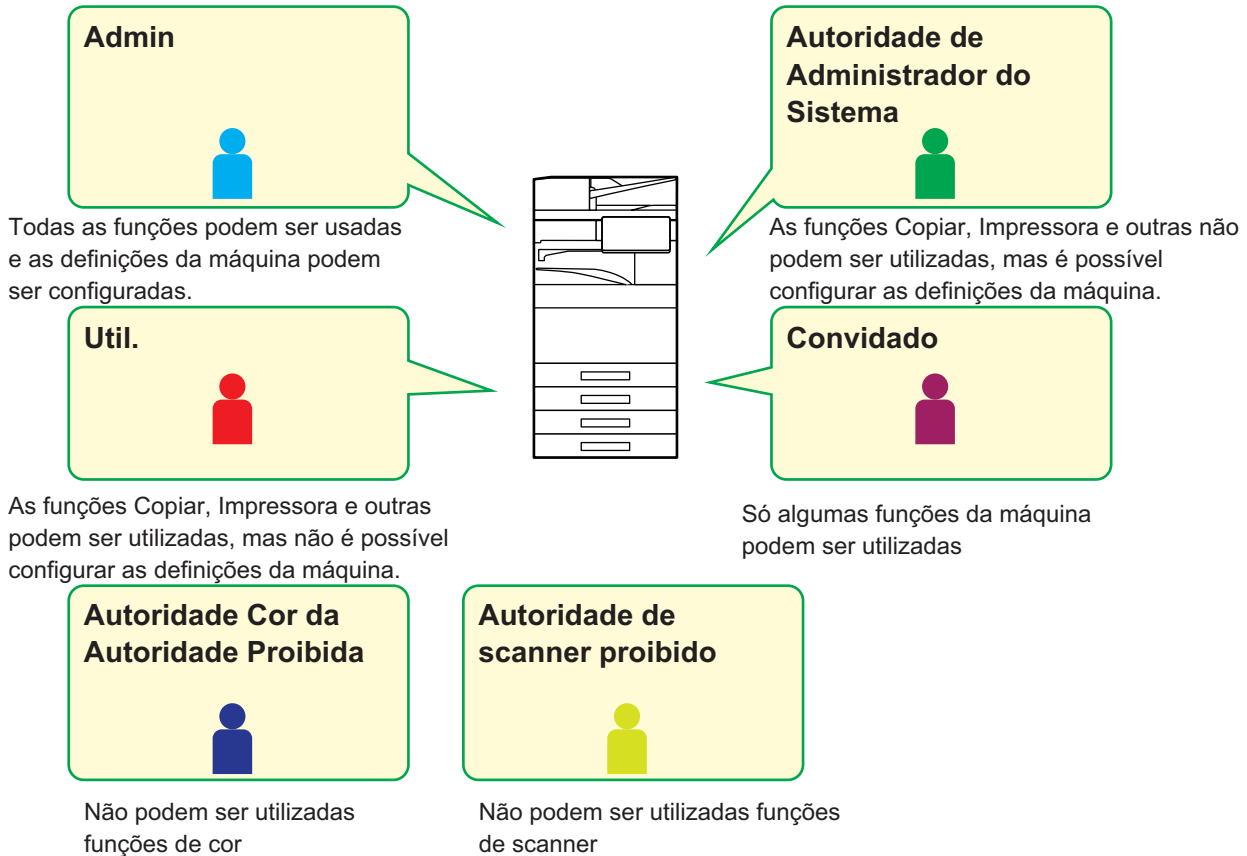 Admin
Todas as funções podem ser usadas
e as definições da máquina podem
ser configuradas.
Autoridade de
Administrador do
Sistema
As funções Copiar, Impressora e outras não
podem ser utilizadas, mas é possível
configurar as definições da máquina.
Util.
As funções Copiar, Impressora e outras
podem ser utilizadas, mas não é possível
configurar as definições da máquina.
Convidado
Só algumas funções da máquina
podem ser utilizadas
Autoridade Cor da
Autoridade Proibida
Não podem ser utilizadas
funções de cor
Autoridade de
scanner proibido
Não podem ser utilizadas funções
de scanner